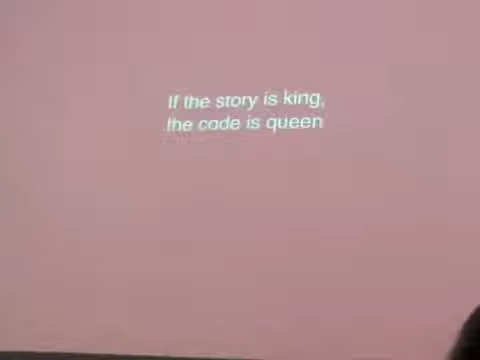 If the story is king,
the code is queen